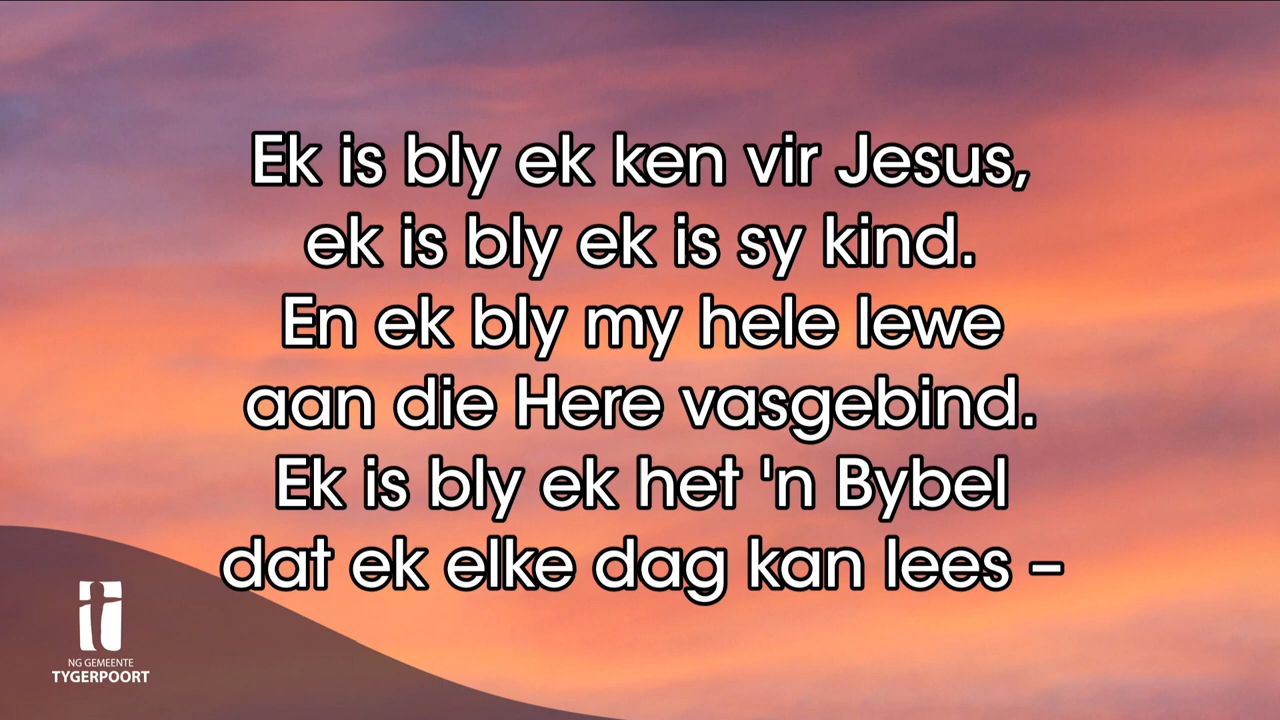 Ek is bly ek ken vir Jesus,
ek is bly ek is sy kind.
En ek bly my hele lewe
aan die Here vasgebind.
Ek is bly ek het 'n Bybel
dat ek elke dag kan lees –
NG GEMEENTE
TYGERPOORT